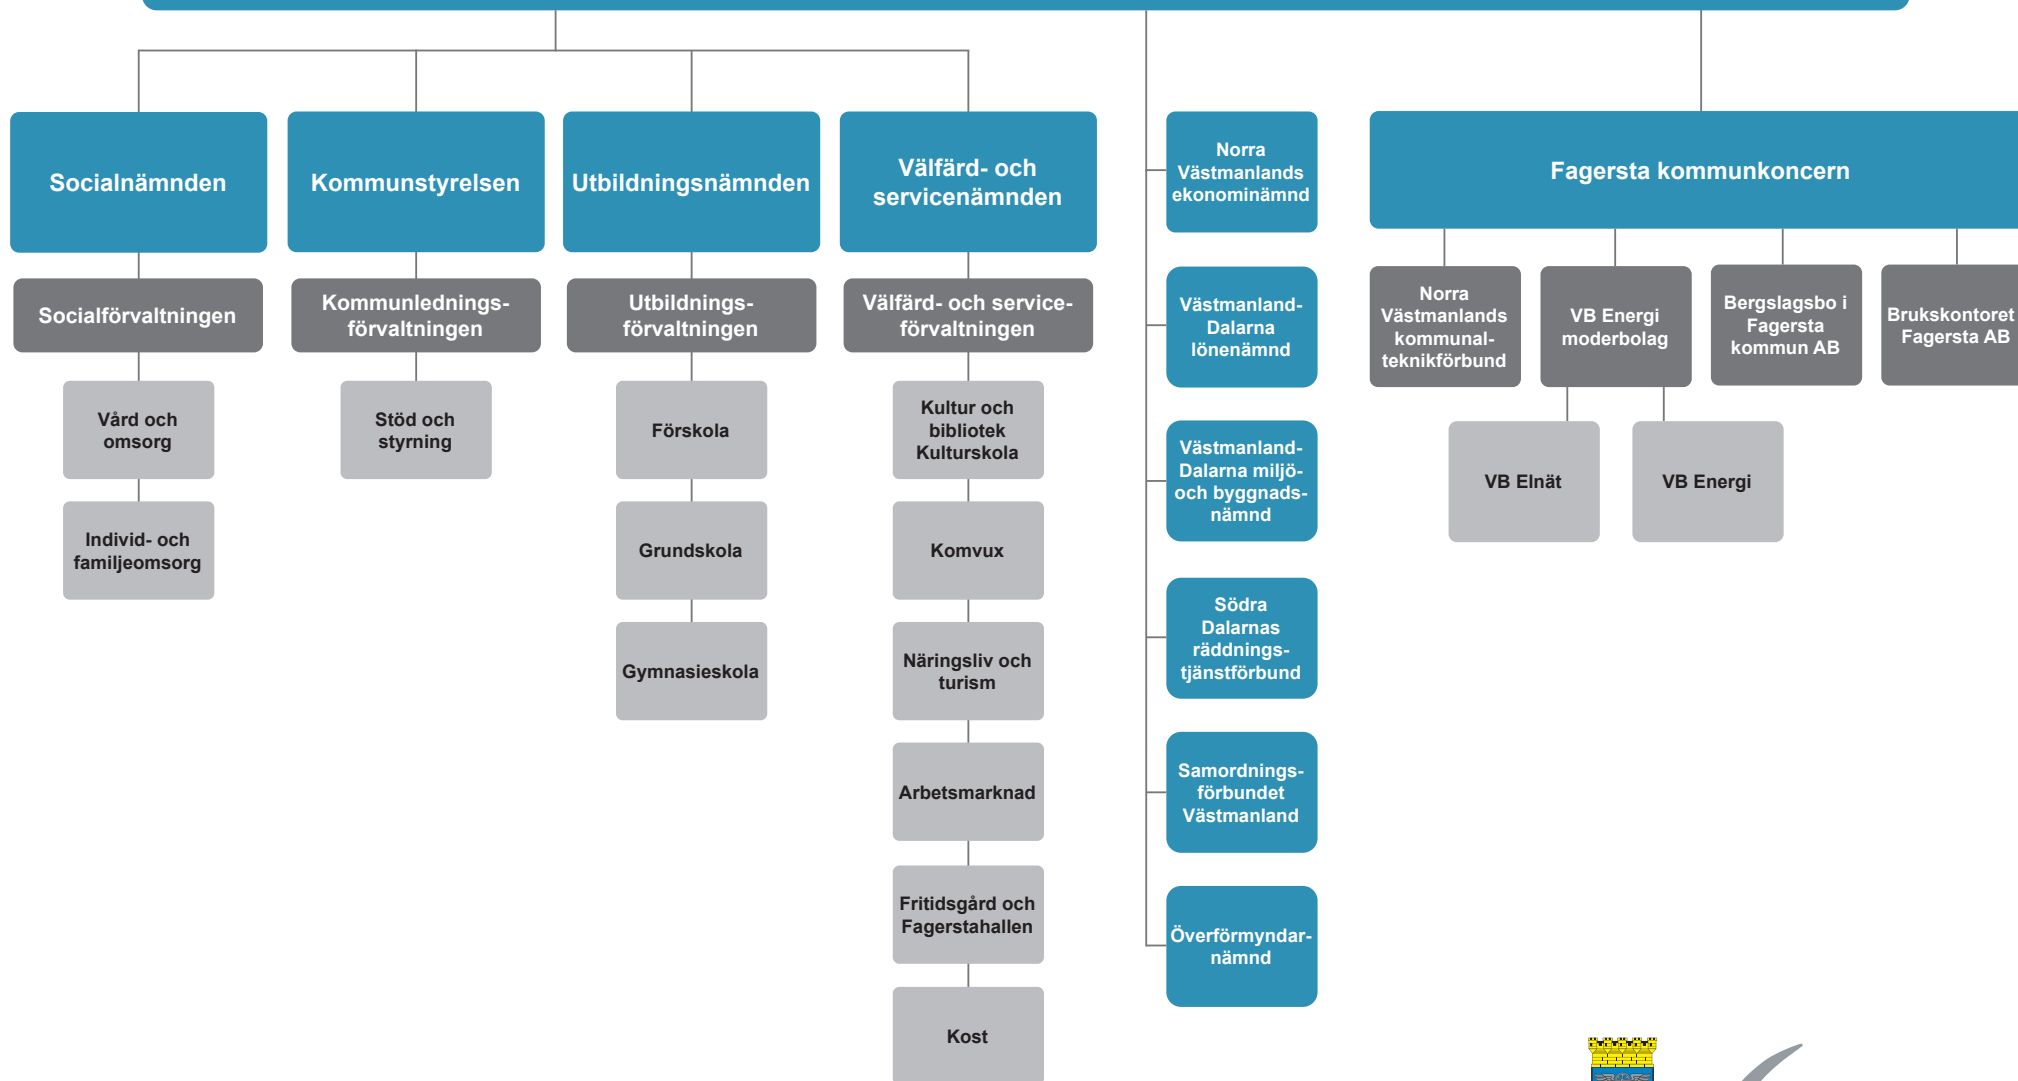 Socialnämnden
Socialförvaltningen
Vård och
omsorg
Individ- och
familjeomsorg
Kommunstyrelsen
Kommunlednings-
förvaltningen
Stöd och
styrning
Utbildningsnämnden
Utbildnings-
förvaltningen
Förskola
Grundskola
Gymnasieskola
Välfärd- och
servicenämnden
Välfärd- och service-
förvaltningen
Kultur och
bibliotek
Kulturskola
Komvux
Näringsliv och
turism
Arbetsmarknad
Fritidsgård och
Fagerstahallen
Kost
Norra
Västmanlands
ekonominämnd
Västmanland-
Dalarna
lönenämnd
Västmanland-
Dalarna miljö-
och byggnads-
nämnd
Södra
Dalarnas
räddnings-
tjänstförbund
Samordnings-
förbundet
Västmanland
Överförmyndar-
nämnd
Fagersta kommunkoncern
Norra
Västmanlands
kommunal-
teknikförbund
VB Energi
moderbolag
VB Elnät
VB Energi
Bergslagsbo i
Fagersta
kommun AB
Brukskontoret
Fagersta AB